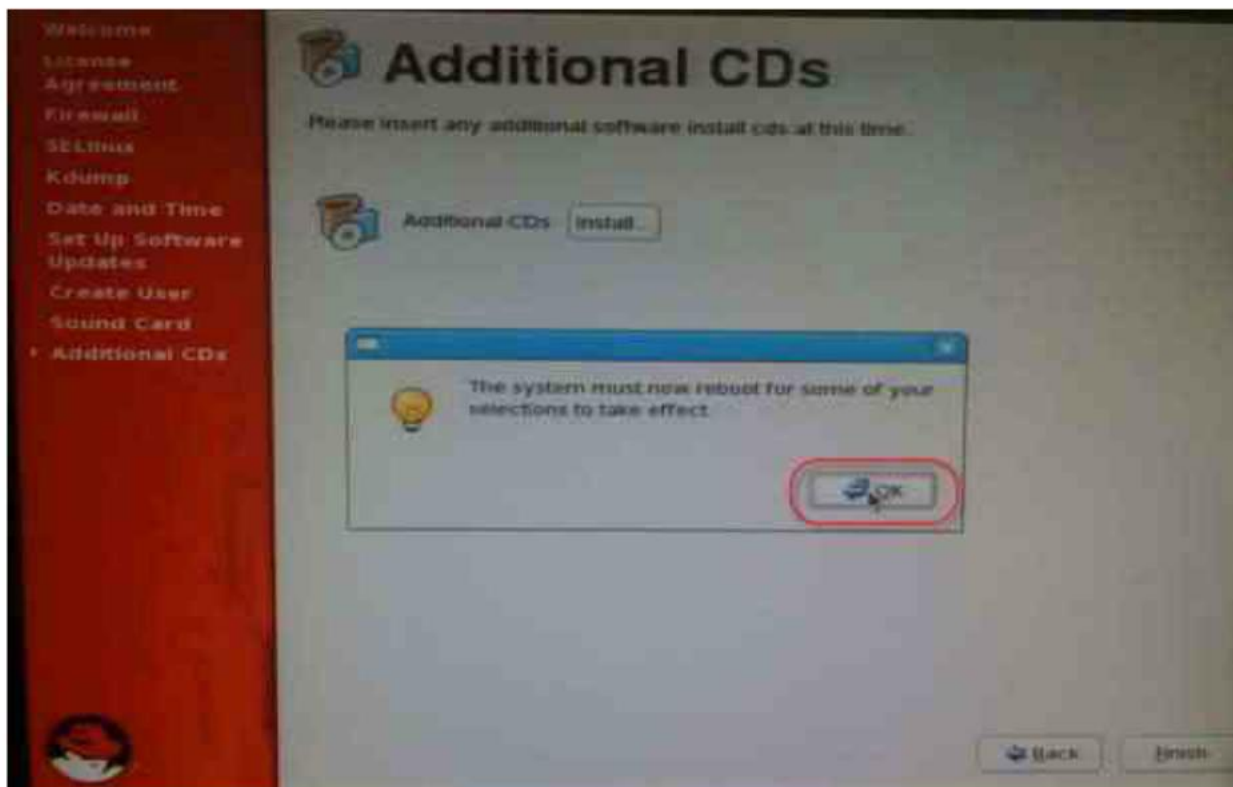 Welcome
License
Agreement
Firewall
SELinux
Kdump
Date and Time
Set Up Software
Updates
Create User
Sound Card
Additional CDs
Additional CDs
Please insert any additional software install cds at this time.
Additional CDs Install...
The system must now reboot for some of your
selections to take effect
OK
Back Finish